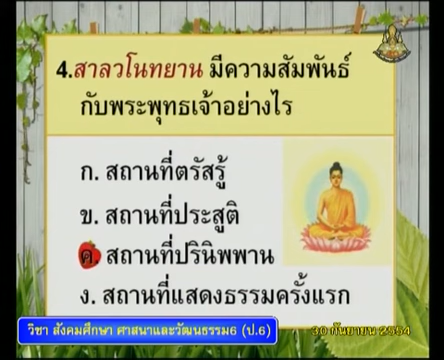 4.สาลวโนทยาน มีความสัมพันธ์
กับพระพุทธเจ้าอย่างไร
ก. สถานที่ตรัสรู้
ข. สถานที่ประสูติ
ค. สถานที่ปรินิพพาน
ง. สถานที่แสดงธรรมครั้งแรก
วิชา สังคมศึกษา ศาสนาและวัฒนธรรม6 (ป.6)
30 กันยายน 2554